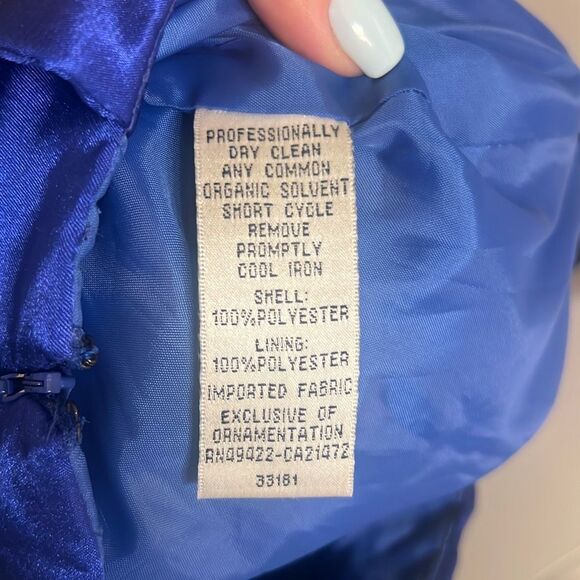 PROFESSIONALLY
DRY CLEAN
ANY COMMON
ORGANIC SOLVENT
SHORT CYCLE
REMOVE
PROMPTLY
COOL IRON
SHELL:
100%POLYESTER
LINING:
100%POLYESTER
IMPORTED FABRIC
EXCLUSIVE OF
ORNAMENTATION
RN49422-CA21472
33181